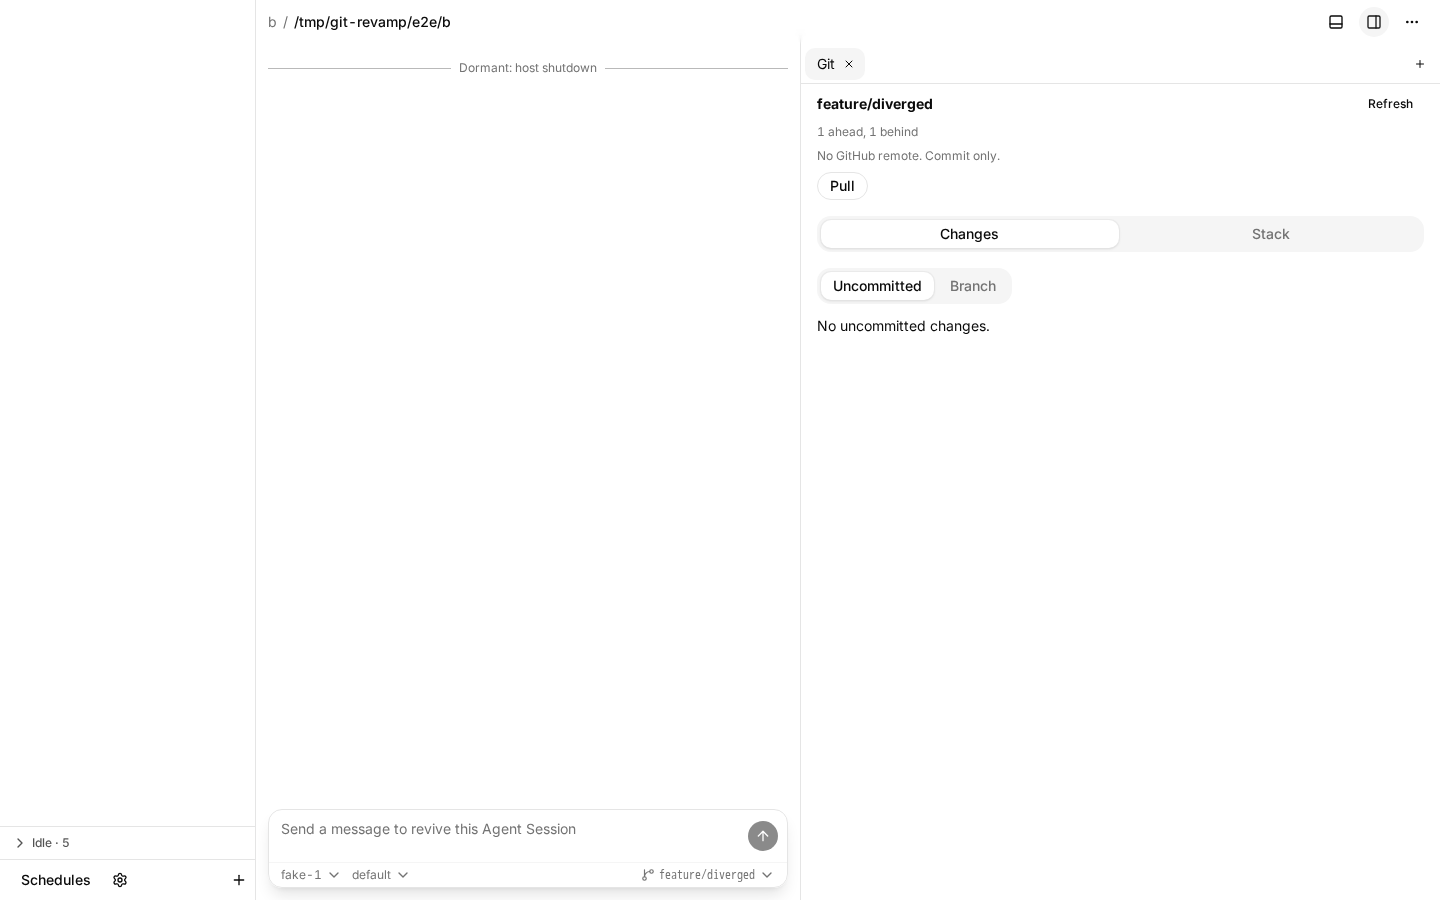 b / /tmp/git-revamp/e2e/b
Dormant: host shutdown
Git
feature/diverged
Refresh
1 ahead, 1 behind
No GitHub remote. Commit only.
Pull
Changes
Stack
Uncommitted
Branch
No uncommitted changes.
Send a message to revive this Agent Session
fake-1
default
feature/diverged
Idle · 5
Schedules